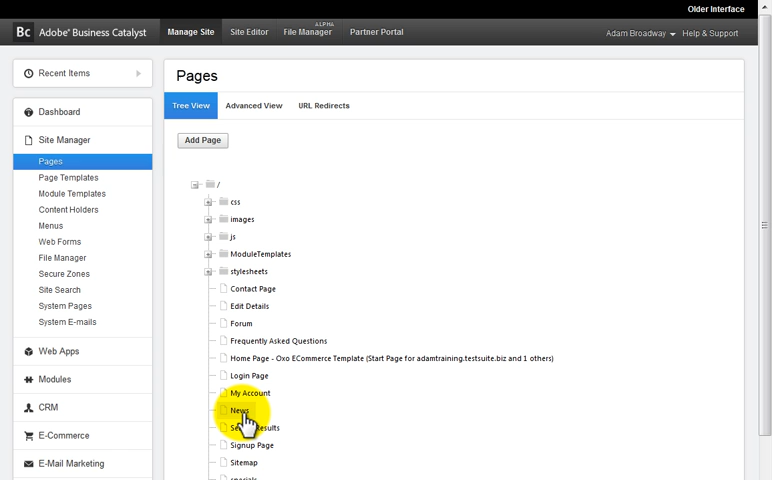 Older Interface
Bc Adobe® Business Catalyst Manage Site Site Editor ALPHA File Manager Partner Portal Adam Broadway Help & Support
Recent Items
Dashboard
Site Manager
Pages
Page Templates
Module Templates
Content Holders
Menus
Web Forms
File Manager
Secure Zones
Site Search
System Pages
System E-mails
Web Apps
Modules
CRM
E-Commerce
E-Mail Marketing
Pages
Tree View Advanced View URL Redirects
Add Page
/
css
images
js
ModuleTemplates
stylesheets
Contact Page
Edit Details
Forum
Frequently Asked Questions
Home Page - Oxo ECommerce Template (Start Page for adamtraining.testsuite.biz and 1 others)
Login Page
My Account
News
Results
Signup Page
Sitemap
specials